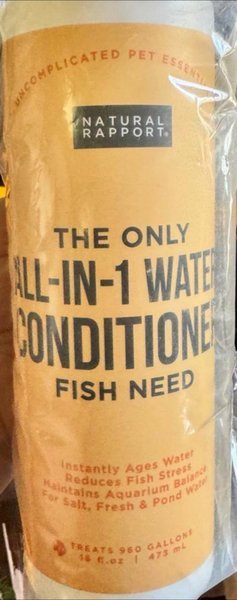 UNCOMPLICATED PET ESSENTI
NATURAL
RAPPORT®
THE ONLY
ALL-IN-1 WATER
CONDITIONE
FISH NEED
Instantly Ages Water
Reduces Fish Stress
Maintains Aquarium Balance
For Salt, Fresh & Pond Water
TREATS 960 GALLONS
16 fl.oz | 473 mL